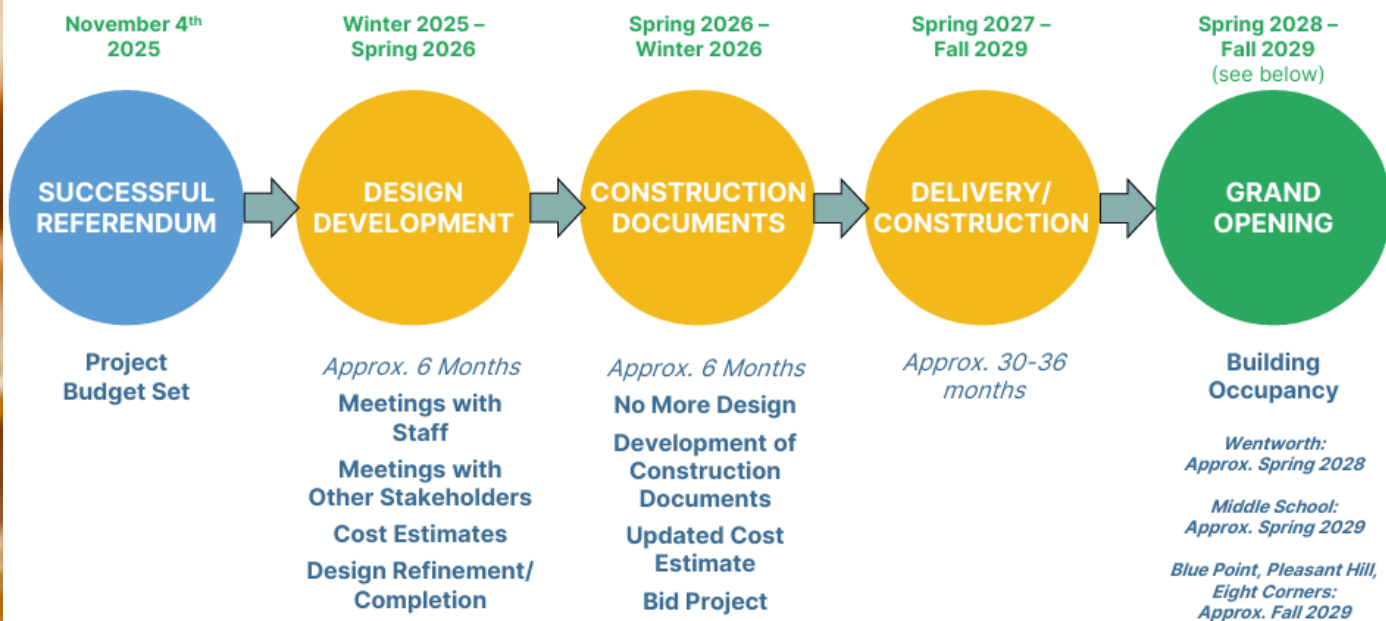 November 4th
2025
SUCCESSFUL
REFERENDUM
Project
Budget Set
Winter 2025 –
Spring 2026
DESIGN
DEVELOPMENT
Approx. 6 Months
Meetings with
Staff
Meetings with
Other Stakeholders
Cost Estimates
Design Refinement/
Completion
Spring 2026 –
Winter 2026
CONSTRUCTION
DOCUMENTS
Approx. 6 Months
No More Design
Development of
Construction
Documents
Updated Cost
Estimate
Bid Project
Spring 2027 –
Fall 2029
DELIVERY/
CONSTRUCTION
Approx. 30-36
months
Spring 2028 –
Fall 2029
(see below)
GRAND
OPENING
Building
Occupancy
Wentworth:
Approx. Spring 2028
Middle School:
Approx. Spring 2029
Blue Point, Pleasant Hill,
Eight Corners:
Approx. Fall 2029